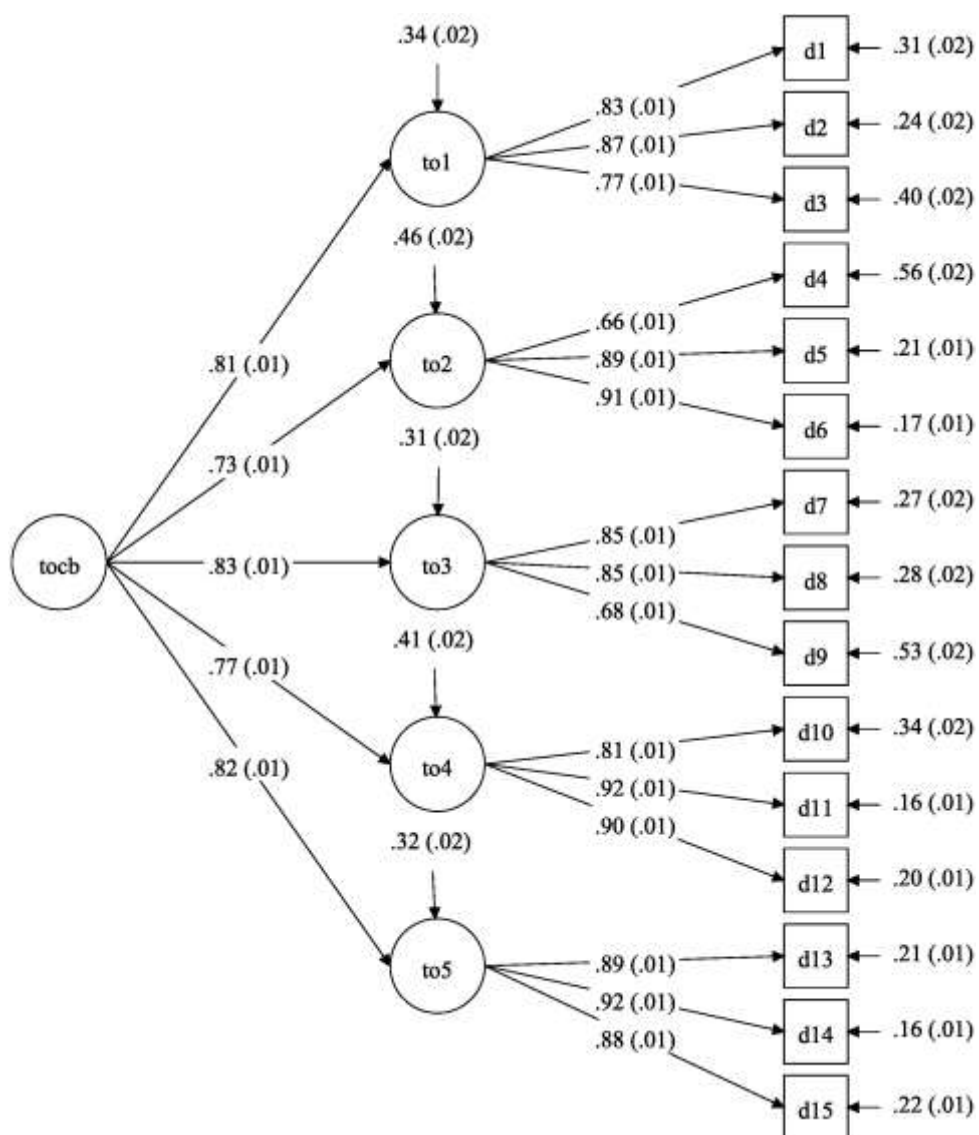 .34 (.02)
d1
.31 (.02)
.83 (.01)
d2
.24 (.02)
to1
.87 (.01)
.77 (.01)
d3
.40 (.02)
.46 (.02)
d4
.56 (.02)
.66 (.01)
.81 (.01)
to2
.89 (.01)
d5
.21 (.01)
.91 (.01)
d6
.17 (.01)
.31 (.02)
.73 (.01)
d7
.27 (.02)
.85 (.01)
tocb
.83 (.01)
to3
.85 (.01)
d8
.28 (.02)
.68 (.01)
d9
.53 (.02)
.41 (.02)
.77 (.01)
d10
.34 (.02)
.81 (.01)
.82 (.01)
to4
.92 (.01)
d11
.16 (.01)
.90 (.01)
.32 (.02)
d12
.20 (.01)
d13
.21 (.01)
to5
.89 (.01)
.92 (.01)
d14
.16 (.01)
.88 (.01)
d15
.22 (.01)